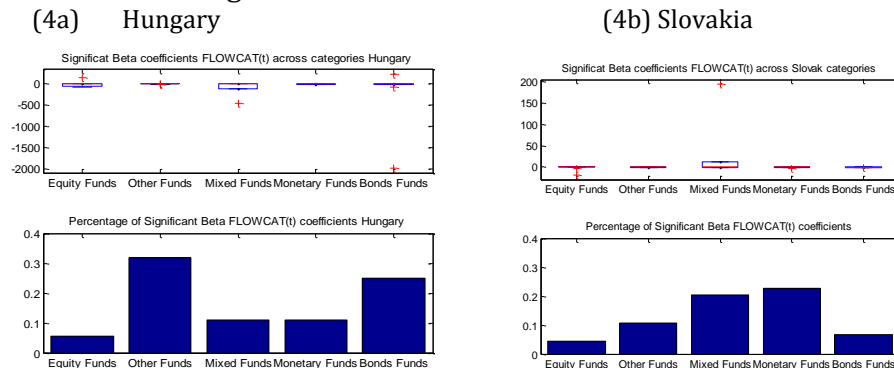 (4a) Hungary
Significat Beta coefficients FLOWCAT(t) across categories Hungary
0
-500
-1000
-1500
-2000
Equity Funds Other Funds Mixed Funds Monetary Funds Bonds Funds
Percentage of Significant Beta FLOWCAT(t) coefficients Hungary
0.4
0.3
0.2
0.1
0
Equity Funds Other Funds Mixed Funds Monetary Funds Bonds Funds
(4b) Slovakia
Significat Beta coefficients FLOWCAT(t) across Slovak categories
200
150
100
50
0
Equity Funds Other Funds Mixed Funds Monetary Funds Bonds Funds
Percentage of Significant Beta FLOWCAT(t) coefficients
0.4
0.3
0.2
0.1
0
Equity Funds Other Funds Mixed Funds Monetary Funds Bonds Funds